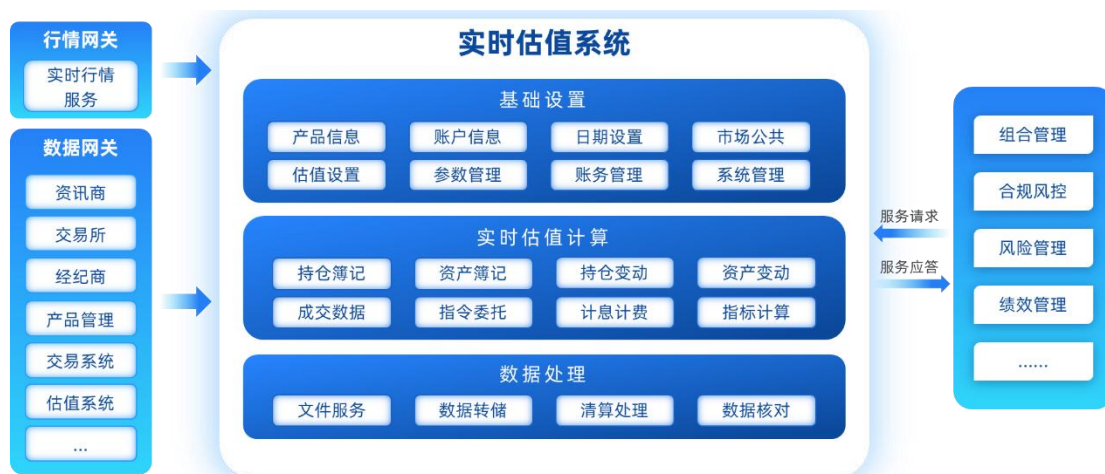 行情网关
实时行情
服务
数据网关
资讯商
交易所
经纪商
产品管理
交易系统
估值系统
...
实时估值系统
基础设置
产品信息 账户信息 日期设置 市场公共
估值设置 参数管理 账务管理 系统管理
实时估值计算
持仓簿记 资产簿记 持仓变动 资产变动
成交数据 指令委托 计息计费 指标计算
数据处理
文件服务 数据转储 清算处理 数据核对
服务请求
服务应答
组合管理
合规风控
风险管理
绩效管理
......